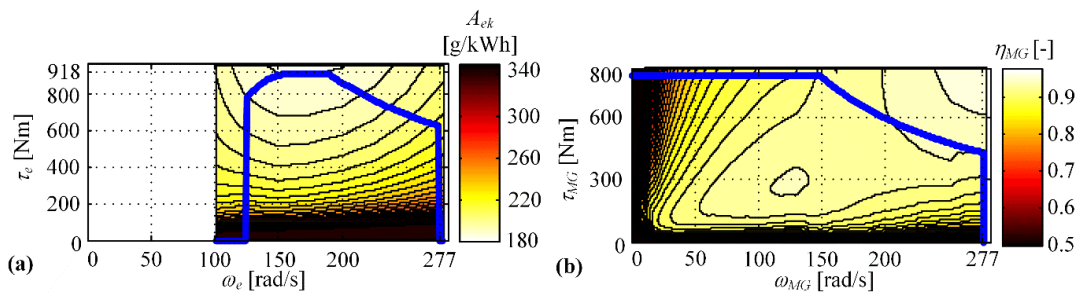 A_ek
[g/kWh]
918
800
600
400
200
0
τ_e [Nm]
0 50 100 150 200 277
ω_e [rad/s]
340
300
260
210
180
(a)
η_MG [-]
800
600
300
0
τ_MG [Nm]
0 50 100 150 200 277
ω_MG [rad/s]
0.9
0.8
0.7
0.6
0.5
(b)